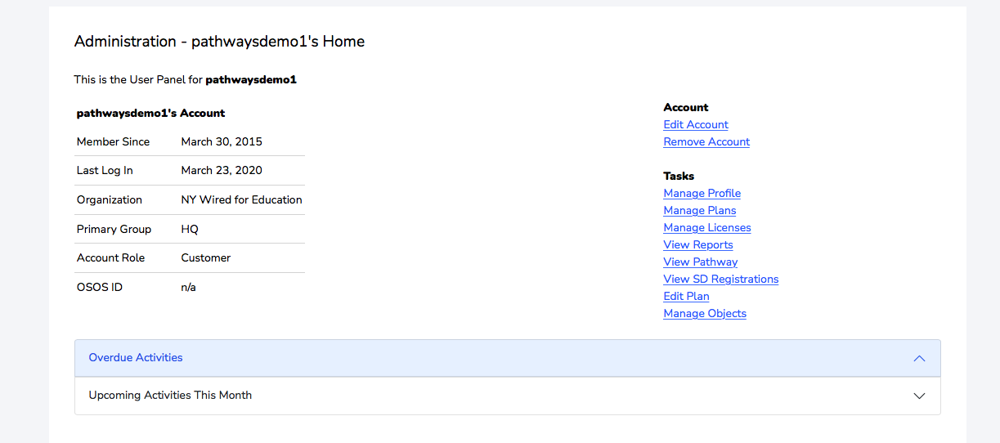 Administration - pathwaysdemo1's Home
This is the User Panel for pathwaysdemo1
pathwaysdemo1's Account
Member Since March 30, 2015
Last Log In March 23, 2020
Organization NY Wired for Education
Primary Group HQ
Account Role Customer
OSOS ID n/a
Account
Edit Account
Remove Account
Tasks
Manage Profile
Manage Plans
Manage Licenses
View Reports
View Pathway
View SD Registrations
Edit Plan
Manage Objects
Overdue Activities
Upcoming Activities This Month